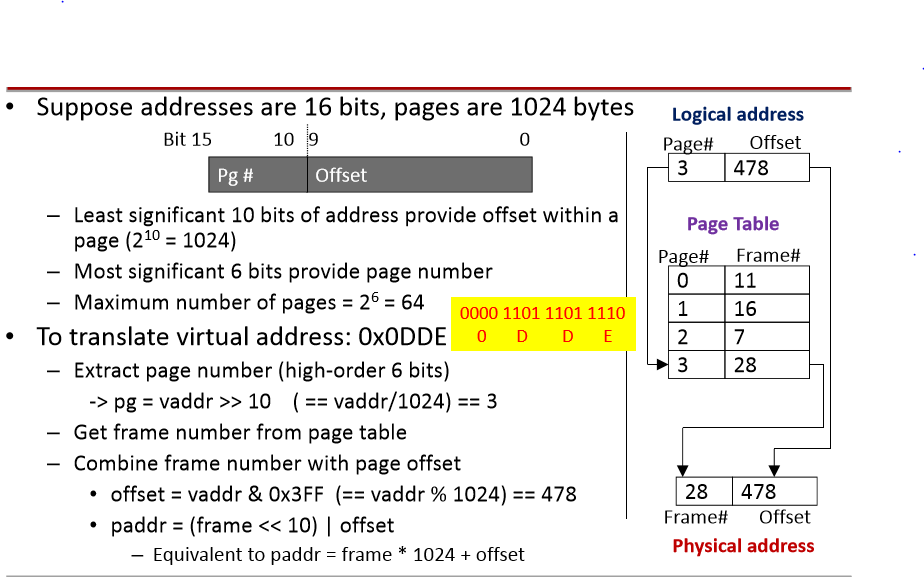 • Suppose addresses are 16 bits, pages are 1024 bytes
Bit 15 10 9 0
Pg # Offset
– Least significant 10 bits of address provide offset within a
page (2¹⁰ = 1024)
– Most significant 6 bits provide page number
– Maximum number of pages = 2⁶ = 64
0000 1101 1101 1110
0 D D E
• To translate virtual address: 0x0DDE
– Extract page number (high-order 6 bits)
-> pg = vaddr >> 10 ( == vaddr/1024) == 3
– Get frame number from page table
– Combine frame number with page offset
• offset = vaddr & 0x3FF (== vaddr % 1024) == 478
• paddr = (frame << 10) | offset
– Equivalent to paddr = frame * 1024 + offset
Logical address
Page# Offset
3 478
Page Table
Page# Frame#
0 11
1 16
2 7
3 28
28 478
Frame# Offset
Physical address